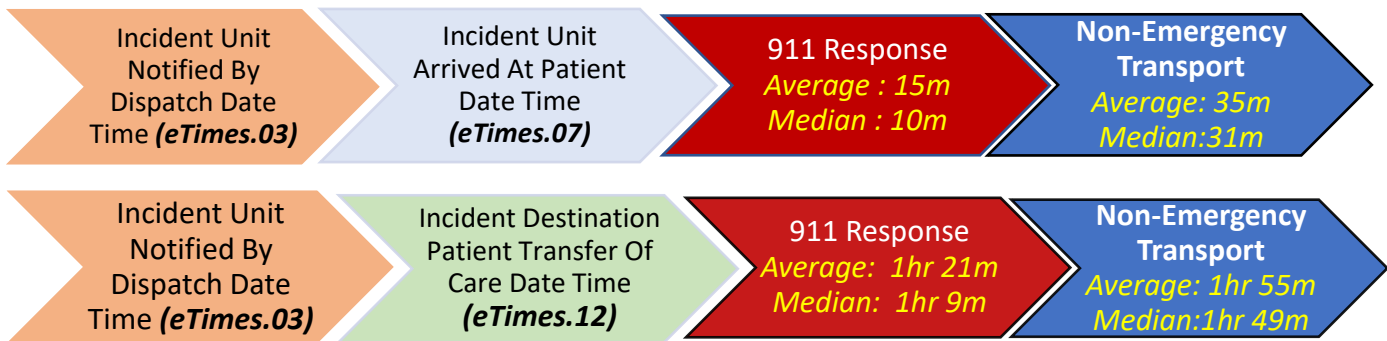 Incident Unit
Notified By
Dispatch Date
Time (eTimes.03)
Incident Unit
Arrived At Patient
Date Time
(eTimes.07)
911 Response
Average : 15m
Median : 10m
Non-Emergency
Transport
Average: 35m
Median:31m
Incident Unit
Notified By
Dispatch Date
Time (eTimes.03)
Incident Destination
Patient Transfer Of
Care Date Time
(eTimes.12)
911 Response
Average: 1hr 21m
Median: 1hr 9m
Non-Emergency
Transport
Average: 1hr 55m
Median:1hr 49m